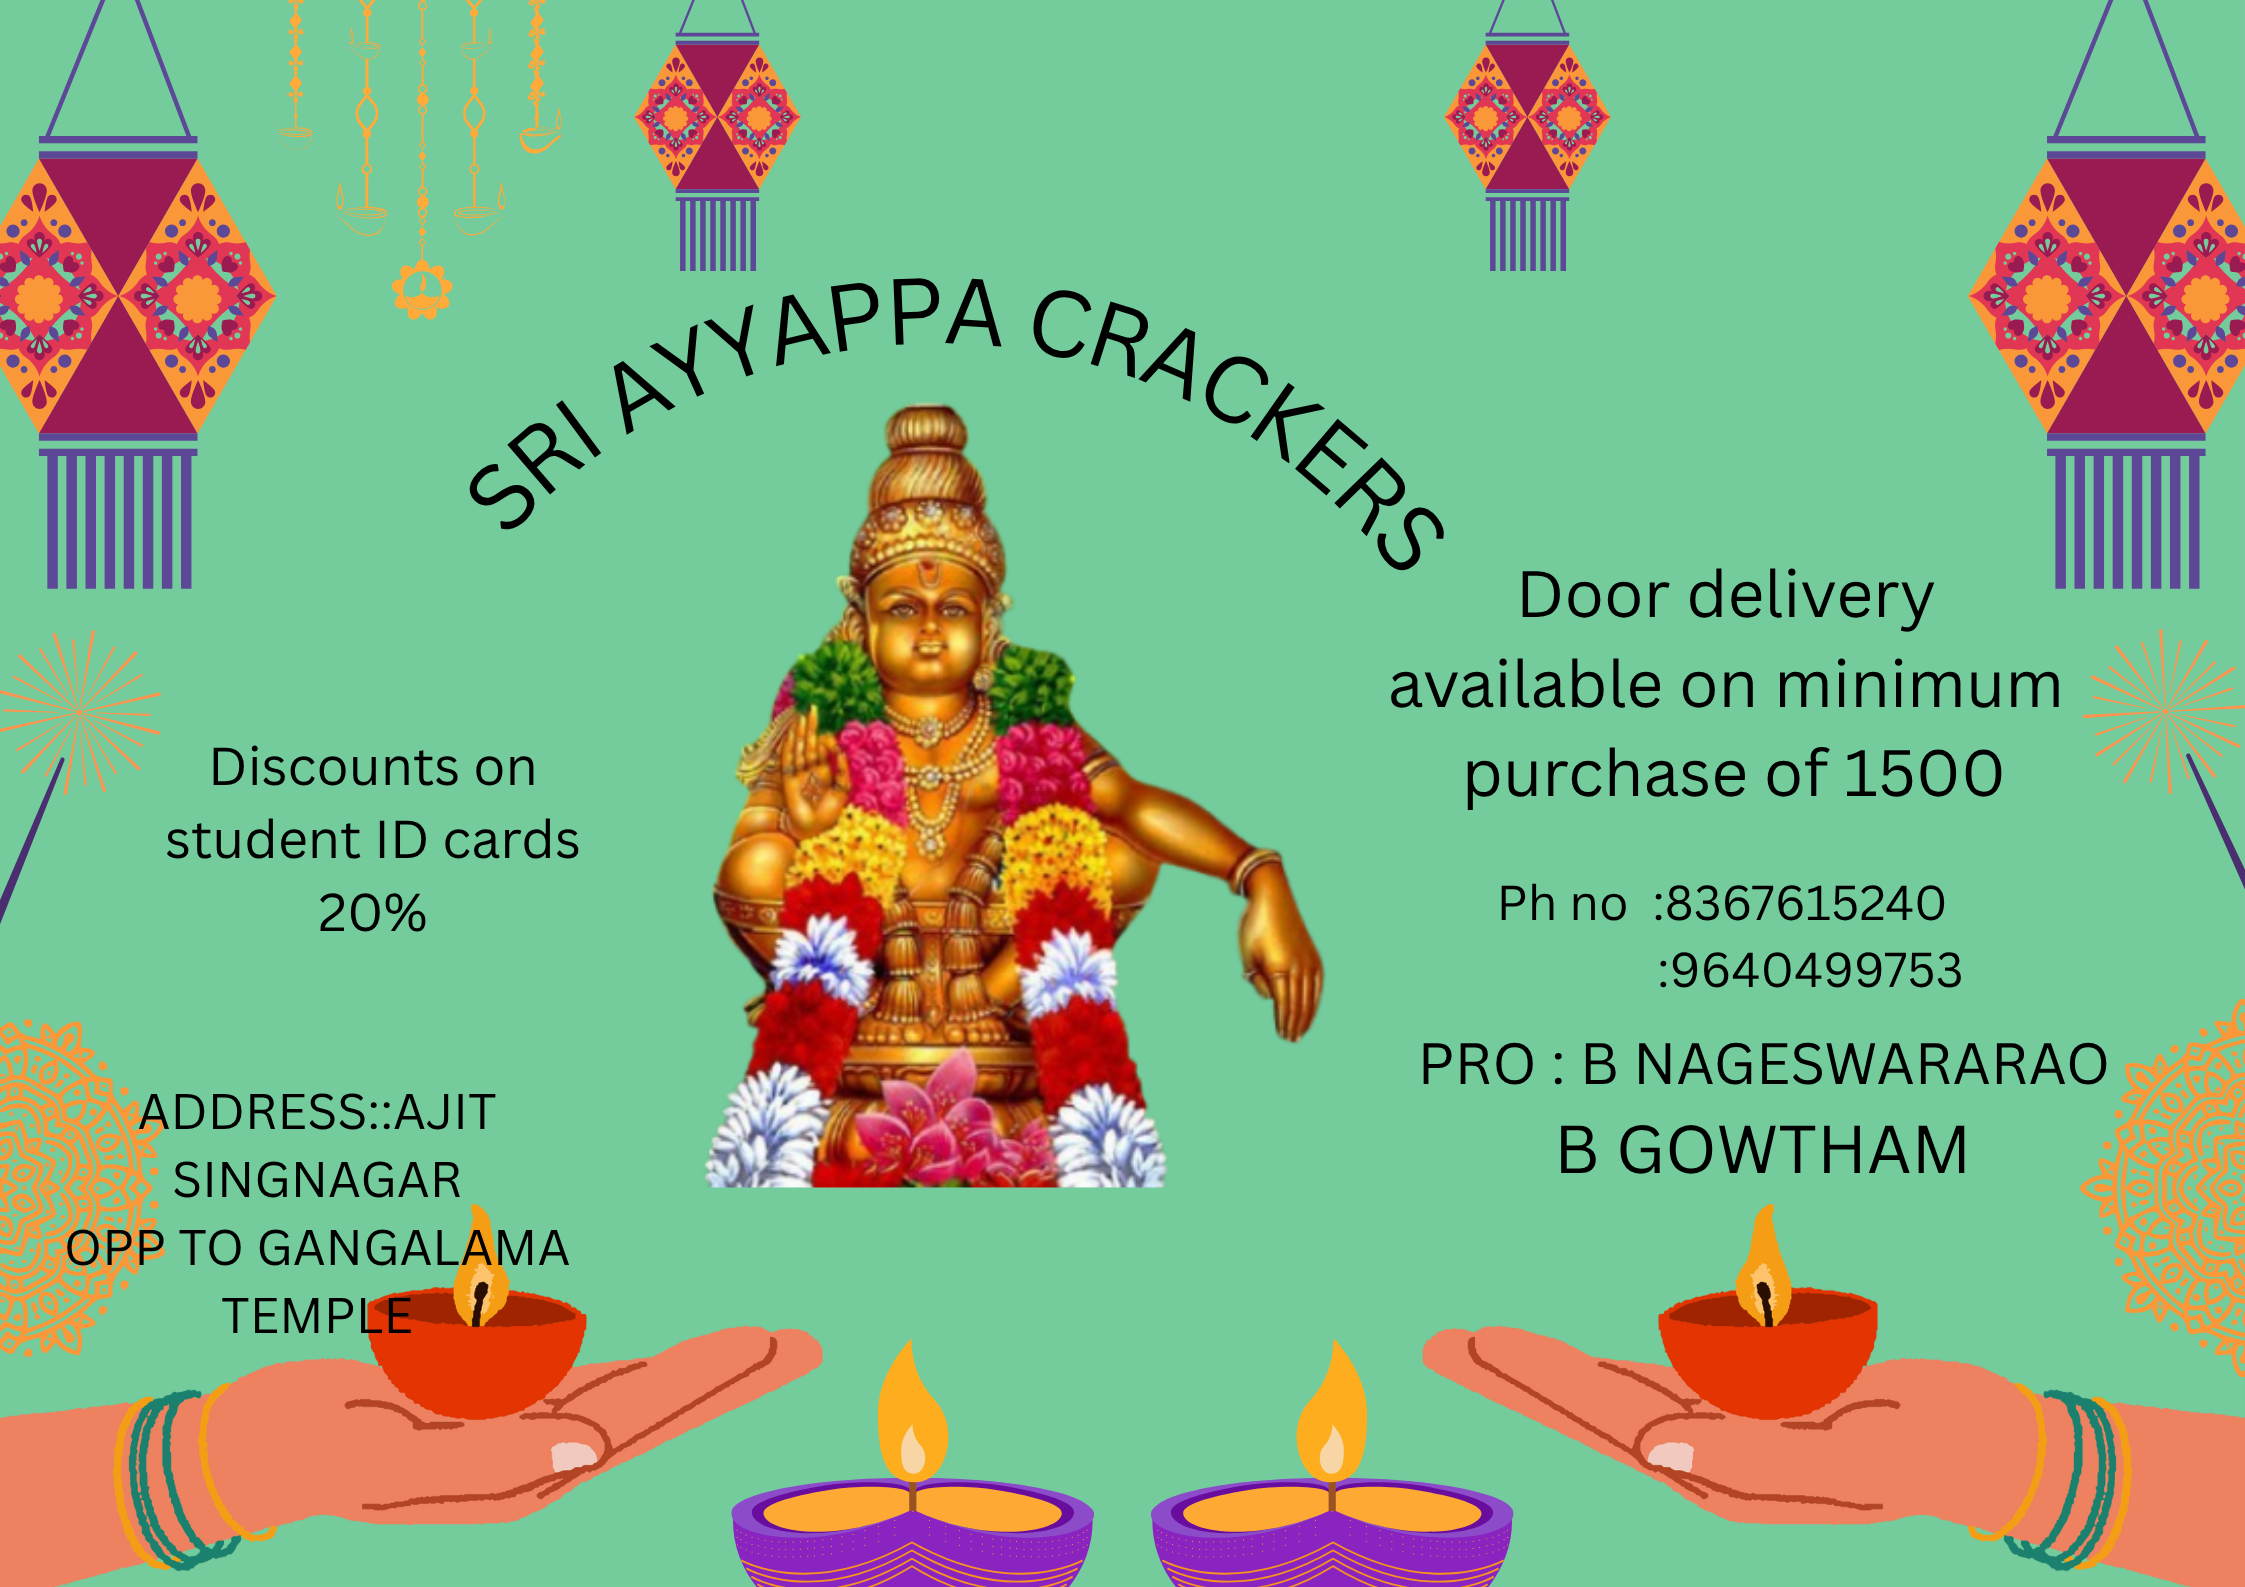 SRI AYYAPPA CRACKERS
Door delivery
available on minimum
purchase of 1500
Discounts on
student ID cards
20%
Ph no  :8367615240
:9640499753
PRO : B NAGESWARARAO
B GOWTHAM
ADDRESS::AJIT
SINGNAGAR
OPP TO GANGALAMA
TEMPLE